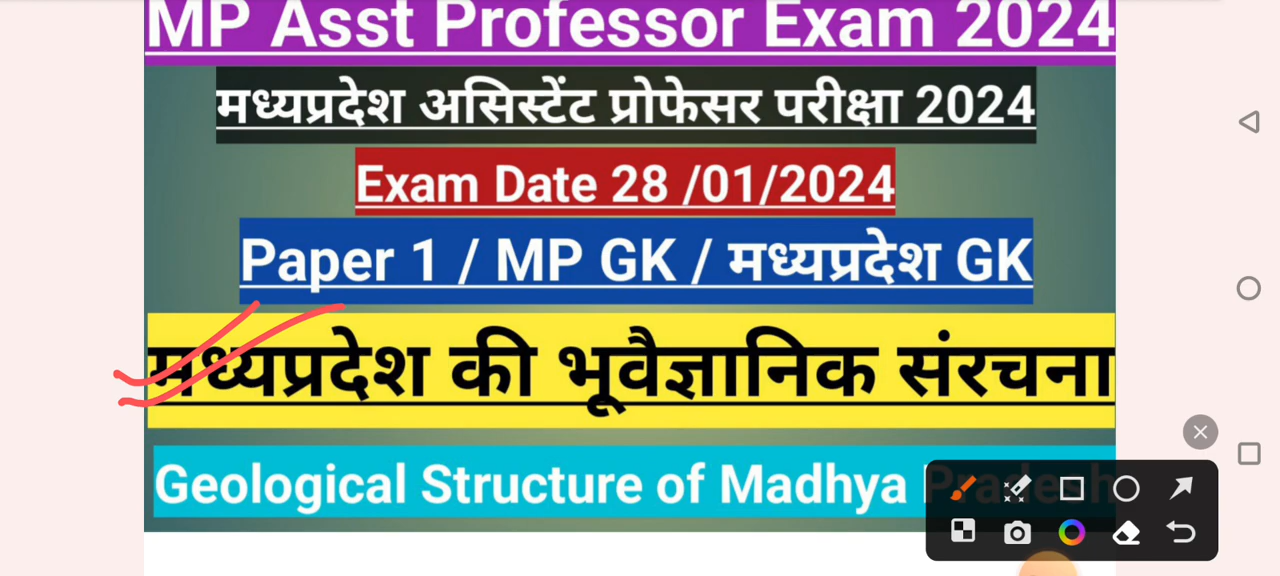 MP Asst Professor Exam 2024
मध्यप्रदेश असिस्टेंट प्रोफेसर परीक्षा 2024
Exam Date 28 /01/2024
Paper 1 / MP GK / मध्यप्रदेश GK
मध्यप्रदेश की भूवैज्ञानिक संरचना
Geological Structure of Madhya Pradesh